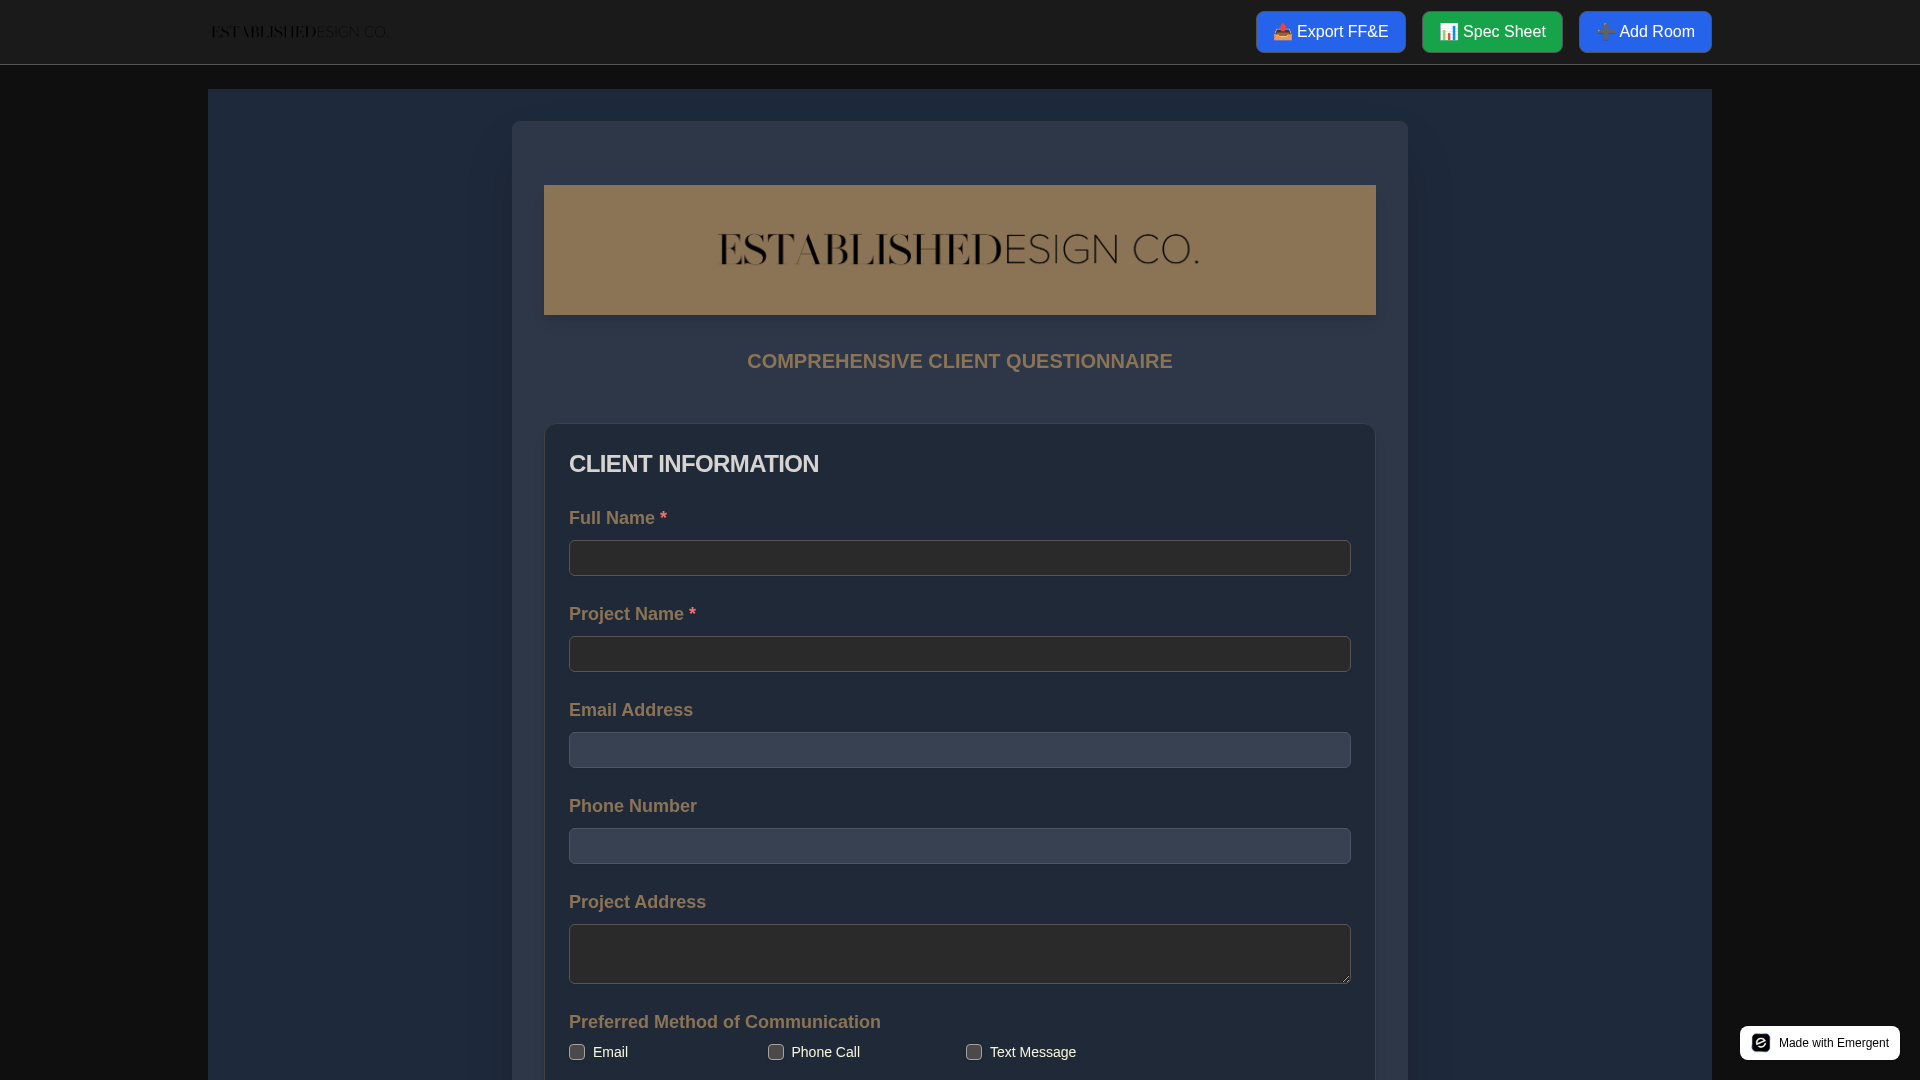 ESTABLISHEDESIGN CO.
📤 Export FF&E
📊 Spec Sheet
➕ Add Room
ESTABLISHEDESIGN CO.
COMPREHENSIVE CLIENT QUESTIONNAIRE
CLIENT INFORMATION
Full Name *
Project Name *
Email Address
Phone Number
Project Address
Preferred Method of Communication
Email
Phone Call
Text Message
Made with Emergent